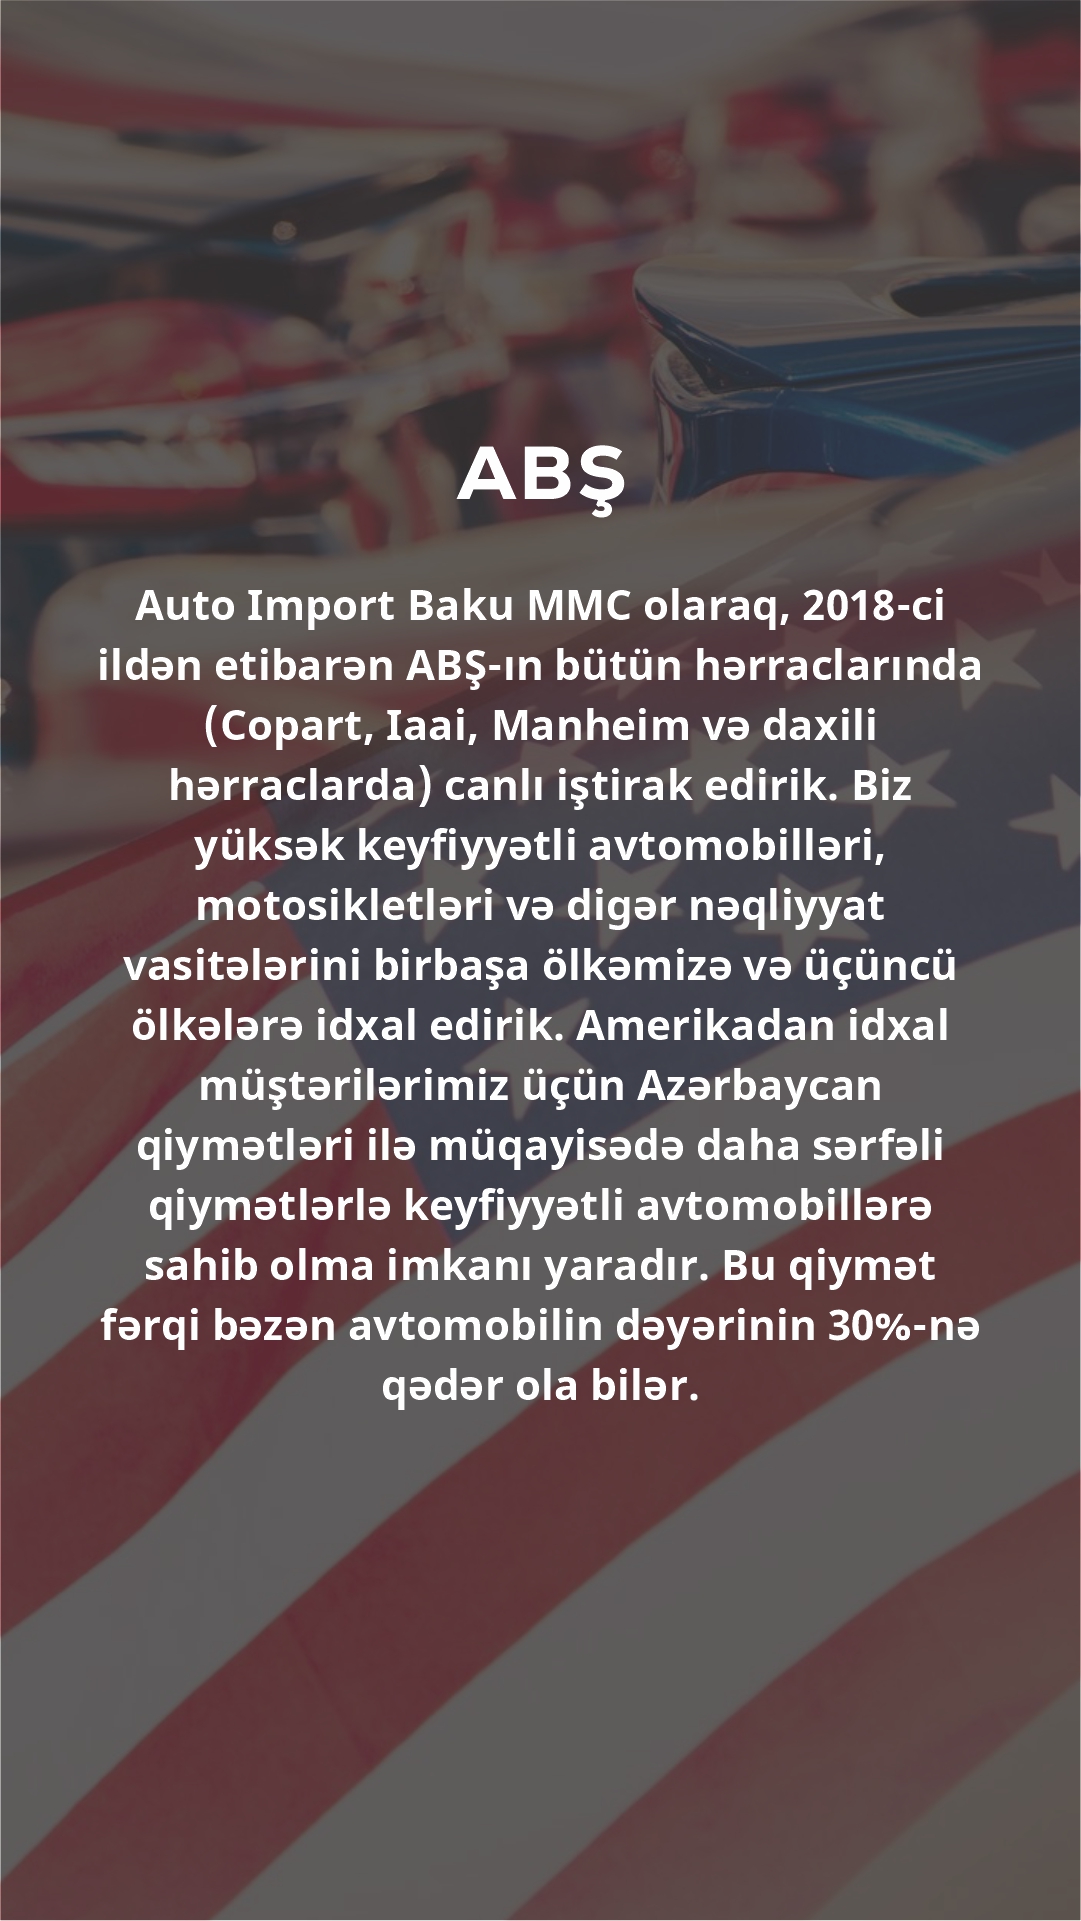 ABŞ
Auto Import Baku MMC olaraq, 2018-ci
ildən etibarən ABŞ-ın bütün hərraclarında
(Copart, Iaai, Manheim və daxili
hərraclarda) canlı iştirak edirik. Biz
yüksək keyfiyyətli avtomobilləri,
motosikletləri və digər nəqliyyat
vasitələrini birbaşa ölkəmizə və üçüncü
ölkələrə idxal edirik. Amerikadan idxal
müştərilərimiz üçün Azərbaycan
qiymətləri ilə müqayisədə daha sərfəli
qiymətlərlə keyfiyyətli avtomobillərə
sahib olma imkanı yaradır. Bu qiymət
fərqi bəzən avtomobilin dəyərinin 30%-nə
qədər ola bilər.